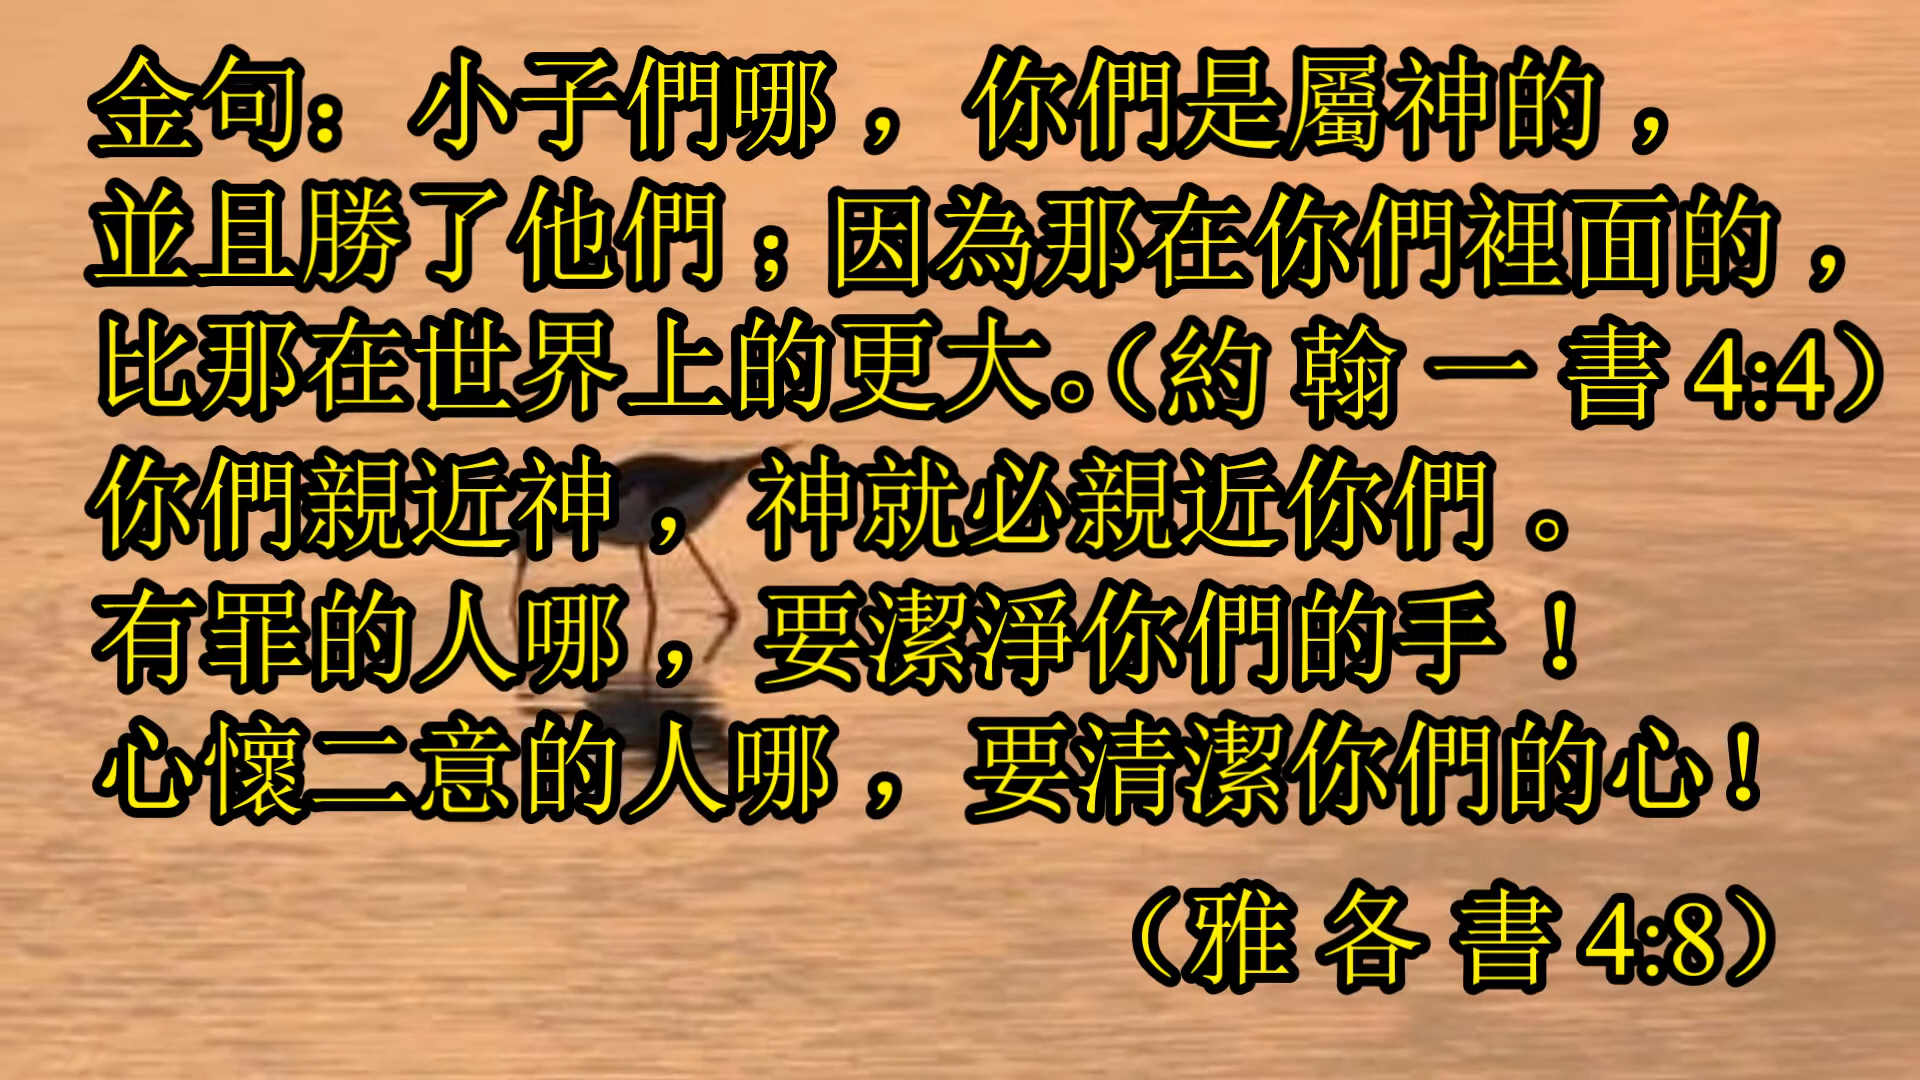 金句：小子們哪，你們是屬神的，
並且勝了他們；因為那在你們裡面的，
比那在世界上的更大。（約翰一書 4:4）
你們親近神，神就必親近你們。
有罪的人哪，要潔淨你們的手！
心懷二意的人哪，要清潔你們的心！
（雅各書 4:8）